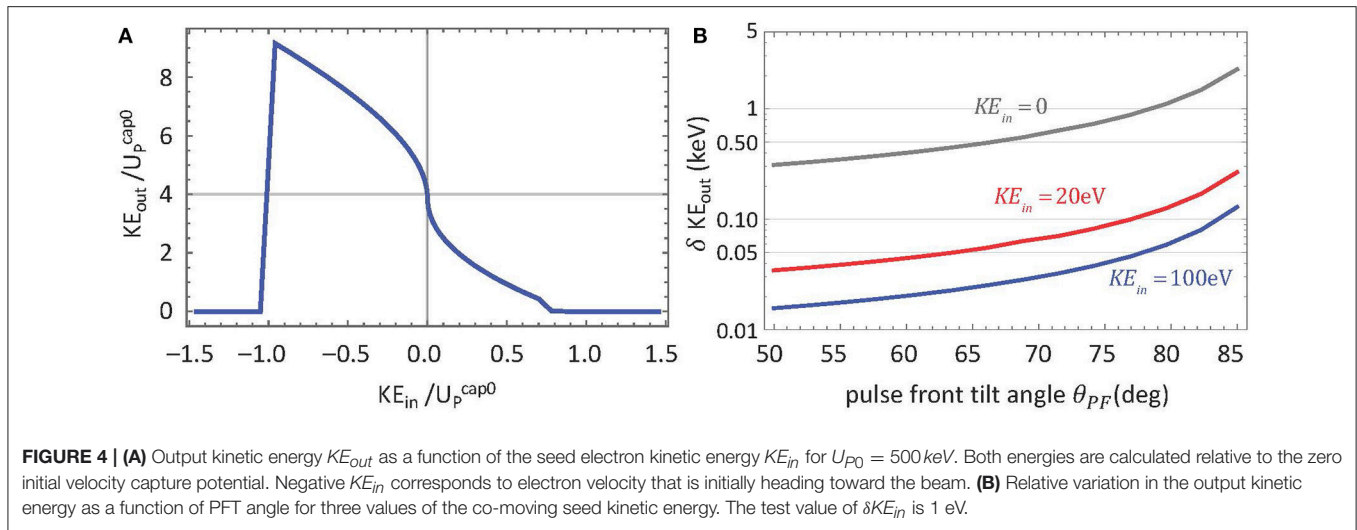 A
KE_out /U_P^cap0
8
6
4
2
0
−1.5 −1.0 −0.5 0.0 0.5 1.0 1.5
KE_in /U_P^cap0
B
δ KE_out (keV)
5
1
0.50
0.10
0.05
0.01
KE_in = 0
KE_in = 20eV
KE_in = 100eV
50 55 60 65 70 75 80 85
pulse front tilt angle θ_PF (deg)
FIGURE 4 | (A) Output kinetic energy KE_out as a function of the seed electron kinetic energy KE_in for U_P0 = 500 keV. Both energies are calculated relative to the zero
initial velocity capture potential. Negative KE_in corresponds to electron velocity that is initially heading toward the beam. (B) Relative variation in the output kinetic
energy as a function of PFT angle for three values of the co-moving seed kinetic energy. The test value of δKE_in is 1 eV.